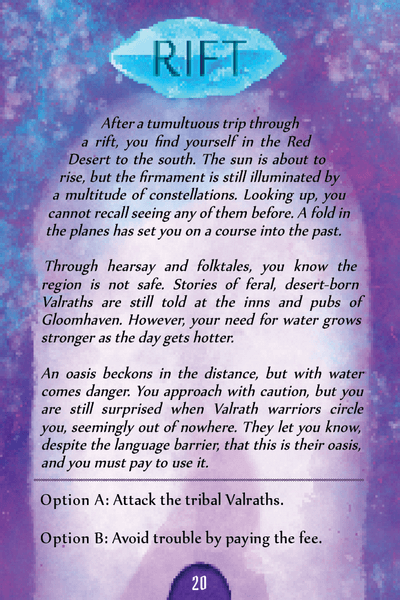 RIFT
After a tumultuous trip through
a rift, you find yourself in the Red
Desert to the south. The sun is about to
rise, but the firmament is still illuminated by
a multitude of constellations. Looking up, you
cannot recall seeing any of them before. A fold in
the planes has set you on a course into the past.
Through hearsay and folktales, you know the
region is not safe. Stories of feral, desert-born
Valraths are still told at the inns and pubs of
Gloomhaven. However, your need for water grows
stronger as the day gets hotter.
An oasis beckons in the distance, but with water
comes danger. You approach with caution, but you
are still surprised when Valrath warriors circle
you, seemingly out of nowhere. They let you know,
despite the language barrier, that this is their oasis,
and you must pay to use it.
Option A: Attack the tribal Valraths.
Option B: Avoid trouble by paying the fee.
20